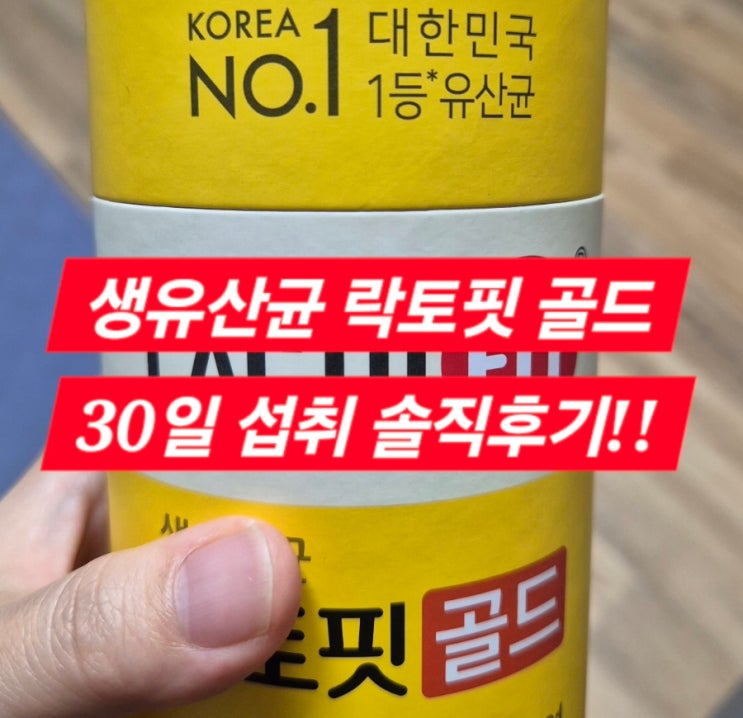 KOREA
NO.1
대한민국
1등*유산균
생유산균 락토핏 골드
30일 섭취 솔직후기!!
토핏 골드